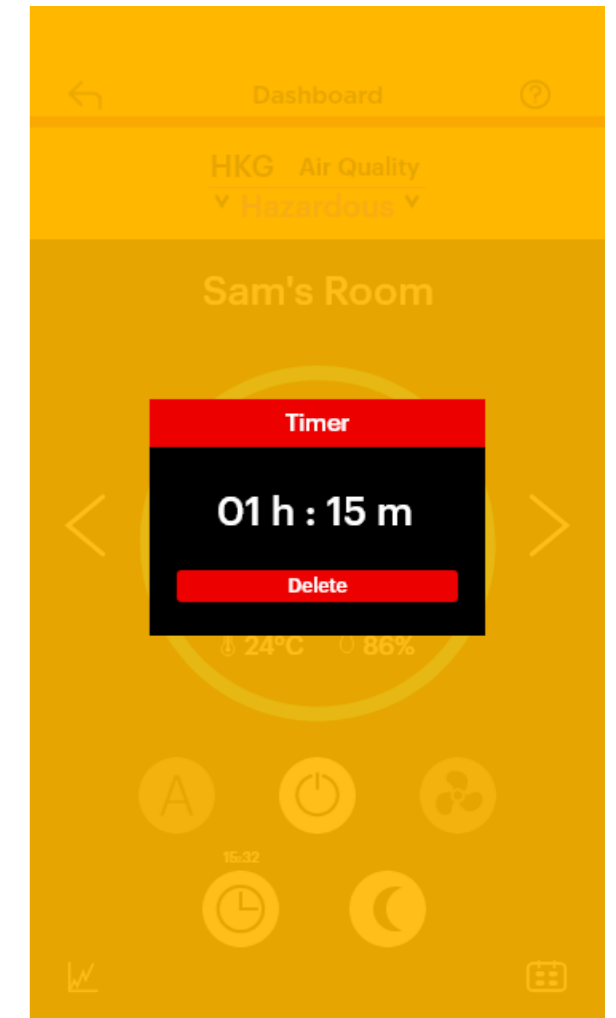 Dashboard
HKG Air Quality
Hazardous
Sam's Room
Timer
01 h : 15 m
Delete
24°C 86%
A
15:32